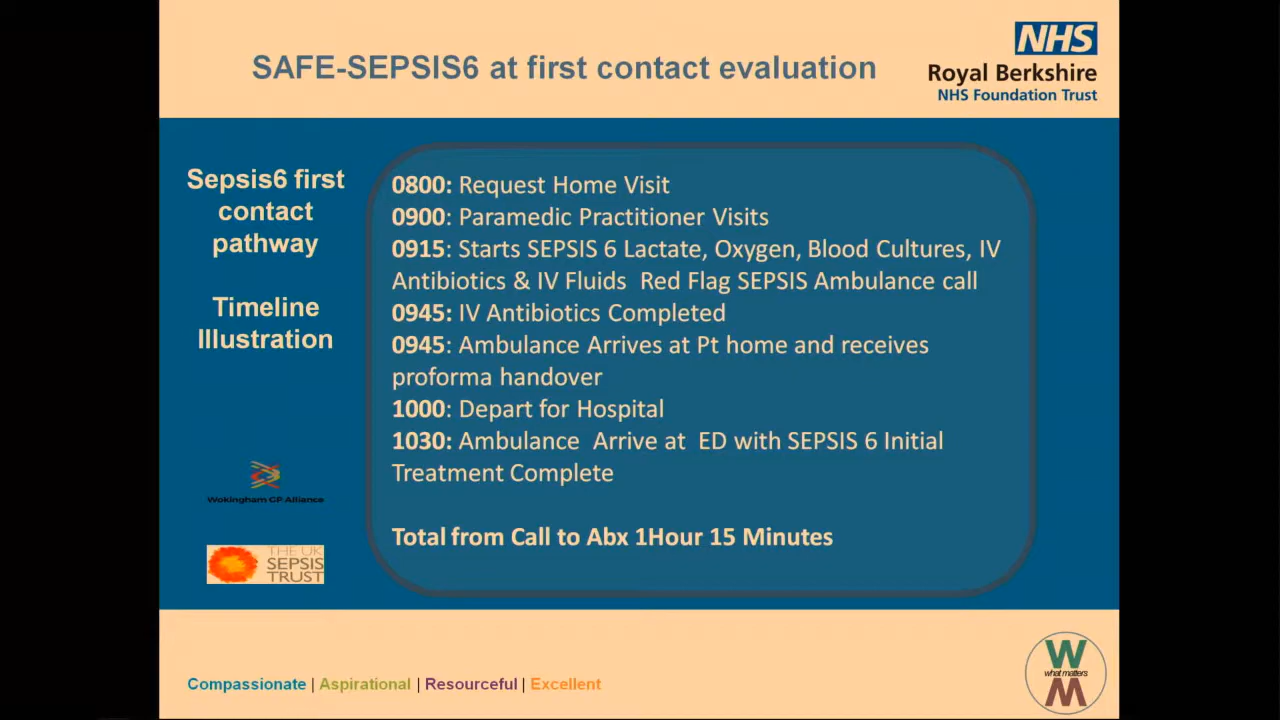 SAFE-SEPSIS6 at first contact evaluation
NHS
Royal Berkshire
NHS Foundation Trust
Sepsis6 first
contact
pathway
Timeline
Illustration
0800: Request Home Visit
0900: Paramedic Practitioner Visits
0915: Starts SEPSIS 6 Lactate, Oxygen, Blood Cultures, IV
Antibiotics & IV Fluids  Red Flag SEPSIS Ambulance call
0945: IV Antibiotics Completed
0945: Ambulance Arrives at Pt home and receives
proforma handover
1000: Depart for Hospital
1030: Ambulance  Arrive at  ED with SEPSIS 6 Initial
Treatment Complete
Total from Call to Abx 1Hour 15 Minutes
Wokingham GP Alliance
THE UK
SEPSIS
TRUST
Compassionate | Aspirational | Resourceful | Excellent
W
what matters
M